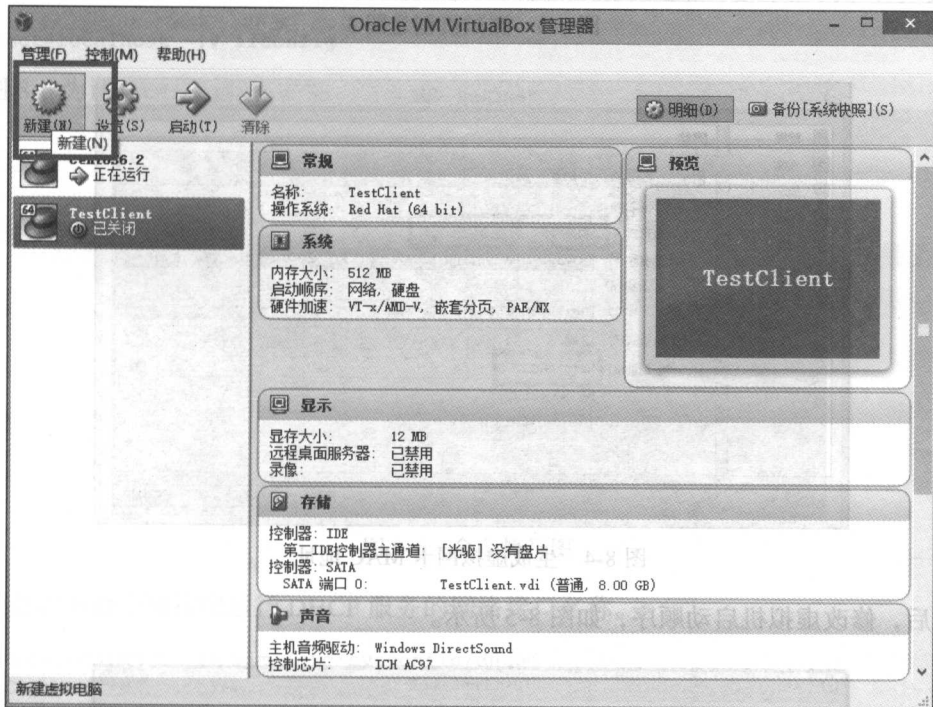 Oracle VM VirtualBox 管理器
管理(F) 控制(M) 帮助(H)
新建(N) 设置(S) 启动(T) 清除
明细(D) 备份[系统快照](S)
新建(N)
CentOS6.2
正在运行
64 TestClient
已关闭
常规
名称: TestClient
操作系统: Red Hat (64 bit)
系统
内存大小: 512 MB
启动顺序: 网络, 硬盘
硬件加速: VT-x/AMD-V, 嵌套分页, PAE/NX
预览
TestClient
显示
显存大小: 12 MB
远程桌面服务器: 已禁用
录像: 已禁用
存储
控制器: IDE
第二IDE控制器主通道: [光驱] 没有盘片
控制器: SATA
SATA 端口 0: TestClient.vdi (普通, 8.00 GB)
声音
主机音频驱动: Windows DirectSound
控制芯片: ICH AC97
新建虚拟电脑